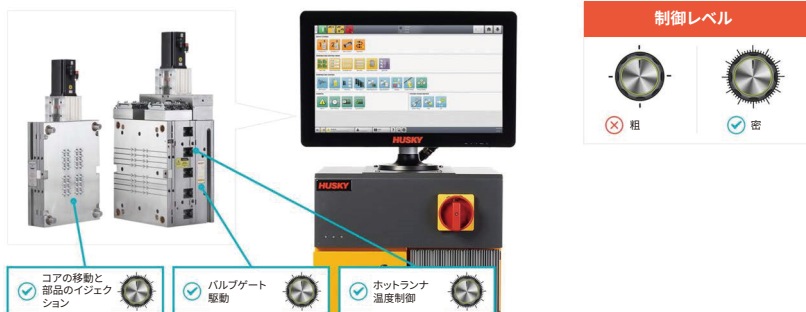 制御レベル
粗
密
HUSKY
HUSKY
コアの移動と
部品のイジェク
ション
バルブゲート
駆動
ホットランナ
温度制御